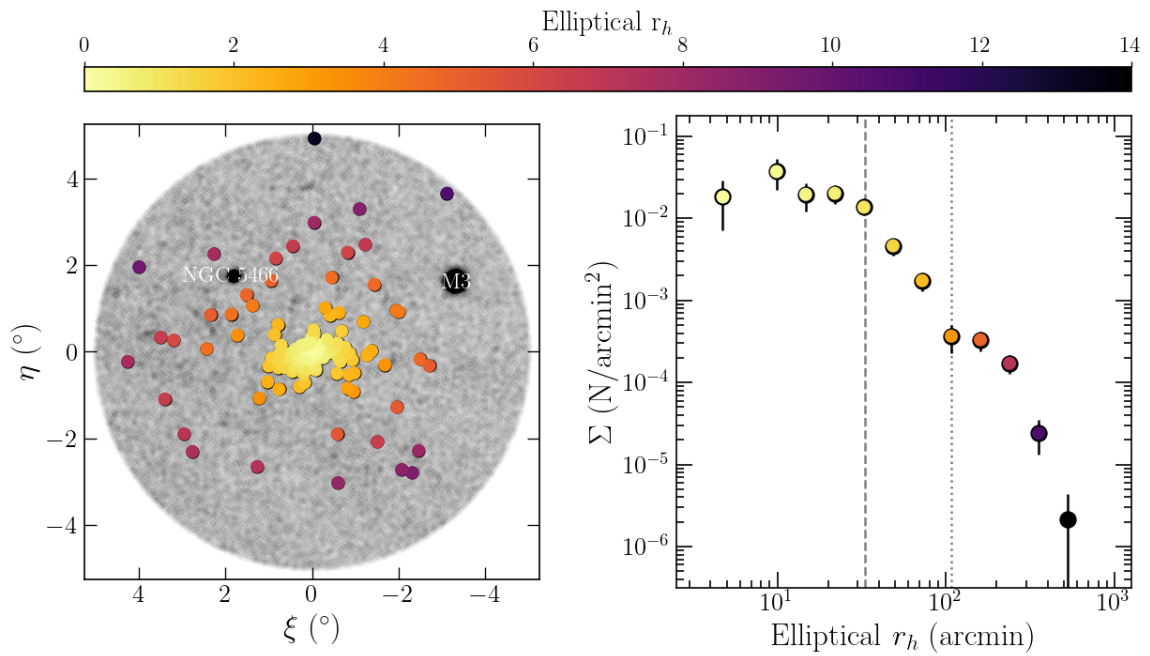 Elliptical r_h
0 2 4 6 8 10 12 14
4
2
0
−2
−4
η (°)
NGC 5466
M3
4 2 0 −2 −4
ξ (°)
10^{-1}
10^{-2}
10^{-3}
10^{-4}
10^{-5}
10^{-6}
Σ (N/arcmin^2)
10^1 10^2 10^3
Elliptical r_h (arcmin)